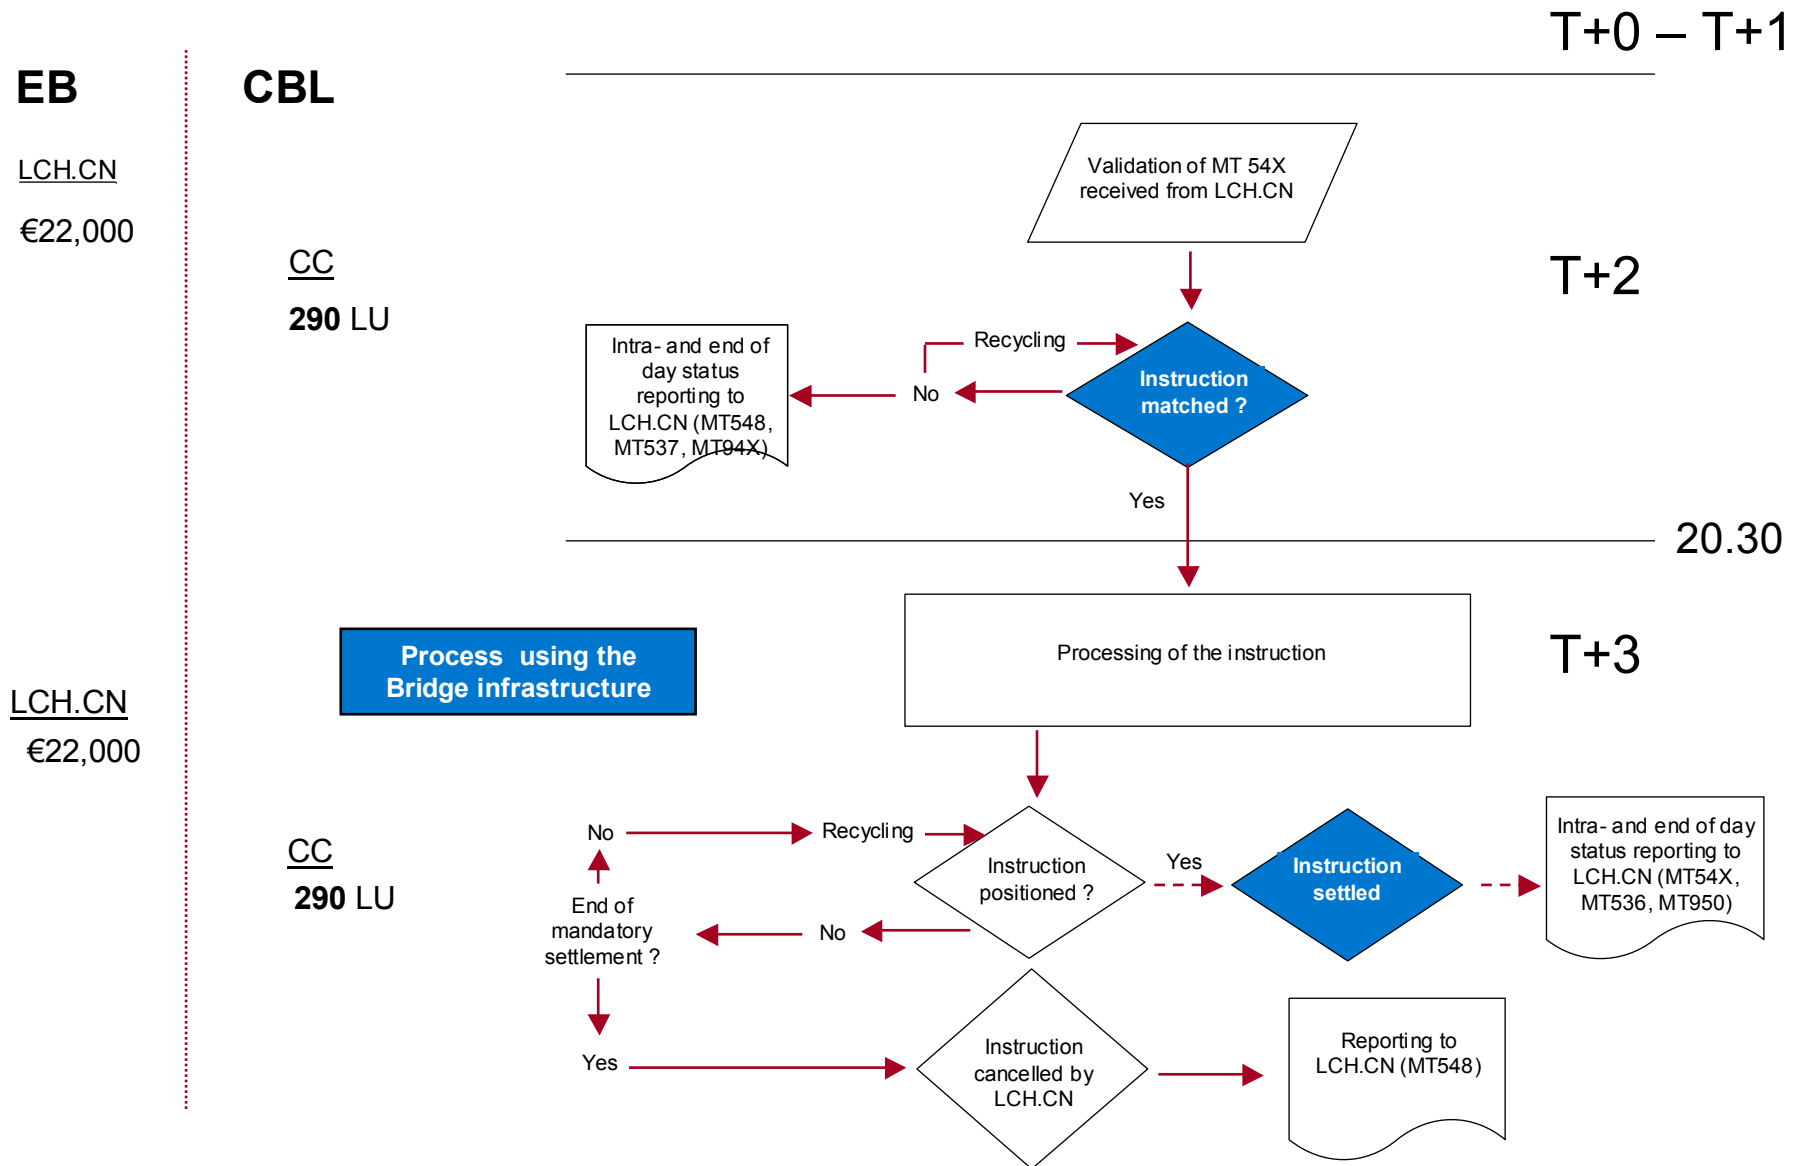 T+0 – T+1
EB
CBL
LCH.CN
€22,000
Validation of MT 54X
received from LCH.CN
CC
290 LU
T+2
Intra- and end of
day status
reporting to
LCH.CN (MT548,
MT537, MT94X)
Recycling
No
Instruction
matched ?
Yes
20.30
Process using the
Bridge infrastructure
Processing of the instruction
T+3
LCH.CN
€22,000
CC
290 LU
No
Recycling
Instruction
positioned ?
Yes
Instruction
settled
Intra- and end of day
status reporting to
LCH.CN (MT54X,
MT536, MT950)
End of
mandatory
settlement ?
No
Yes
Instruction
cancelled by
LCH.CN
Reporting to
LCH.CN (MT548)